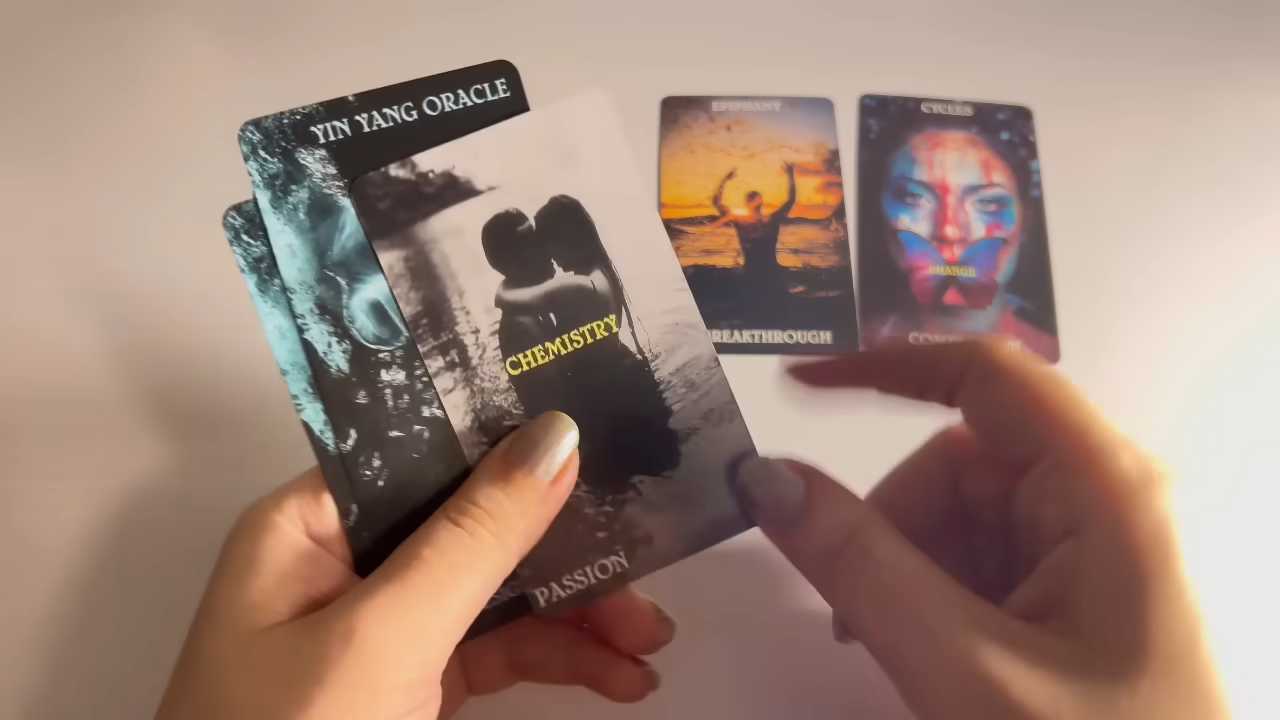 YIN YANG ORACLE
CHEMISTRY
PASSION
EPIPHANY
BREAKTHROUGH
CYCLES
CHANGE